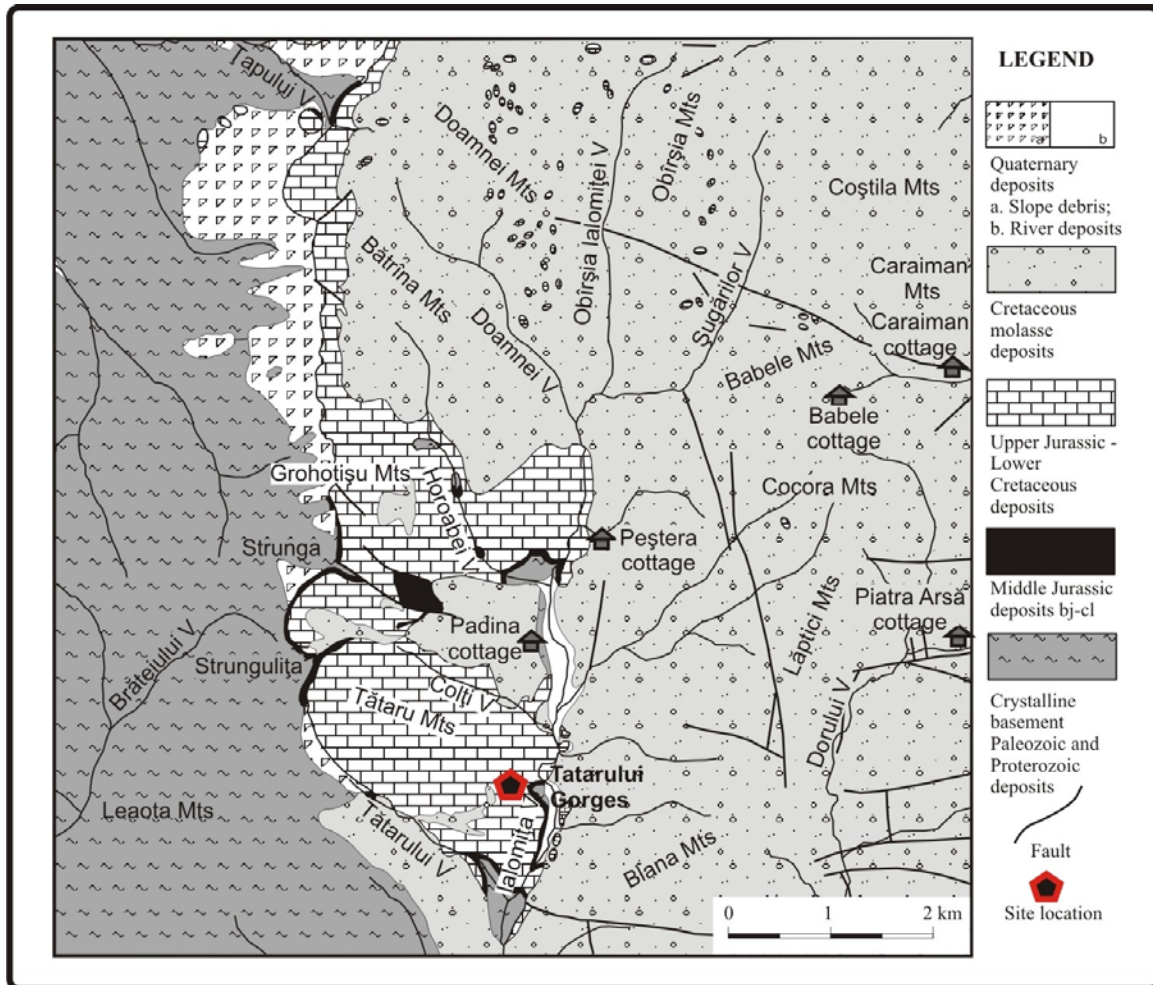 Ţapului V
Doamnei Mts
Obîrşia Ialomiţei V
Obîrşia Mts
Coştila Mts
Bătrîna Mts
Doamnei V
Şugărilor V
Caraiman
Mts
Caraiman
cottage
Babele Mts
Babele
cottage
Grohotişu Mts
Horoabei V
Cocora Mts
Strunga
Peştera
cottage
Padina
cottage
Lăptici Mts
Piatra Arsă
cottage
Brăteiului V
Strunguliţa
Colţi V
Tătaru Mts
Dorului V
Tatarului
Gorges
Leaota Mts
Tătarului V
Ialomiţa
Blana Mts
0 1 2 km
LEGEND
a b
Quaternary
deposits
a. Slope debris;
b. River deposits
Cretaceous
molasse
deposits
Upper Jurassic -
Lower
Cretaceous
deposits
Middle Jurassic
deposits bj-cl
Crystalline
basement
Paleozoic and
Proterozoic
deposits
Fault
Site location